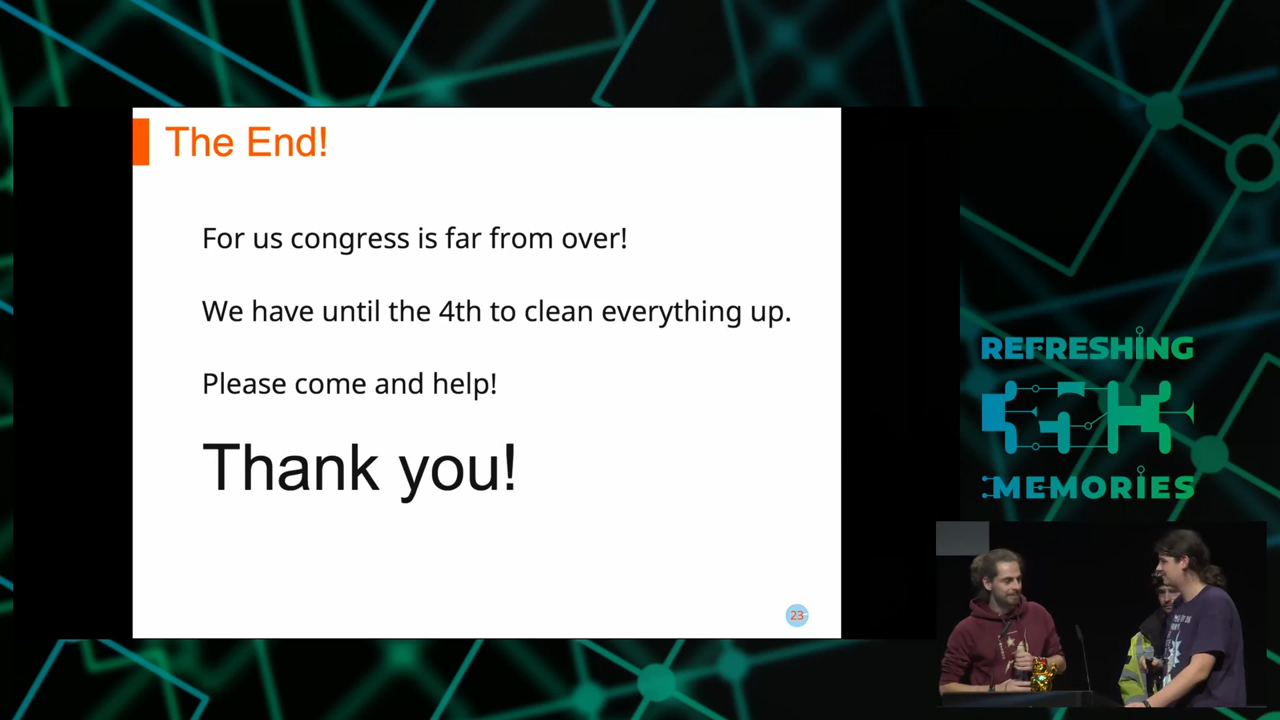 The End!
For us congress is far from over!
We have until the 4th to clean everything up.
Please come and help!
Thank you!
23
REFRESHING
MEMORIES